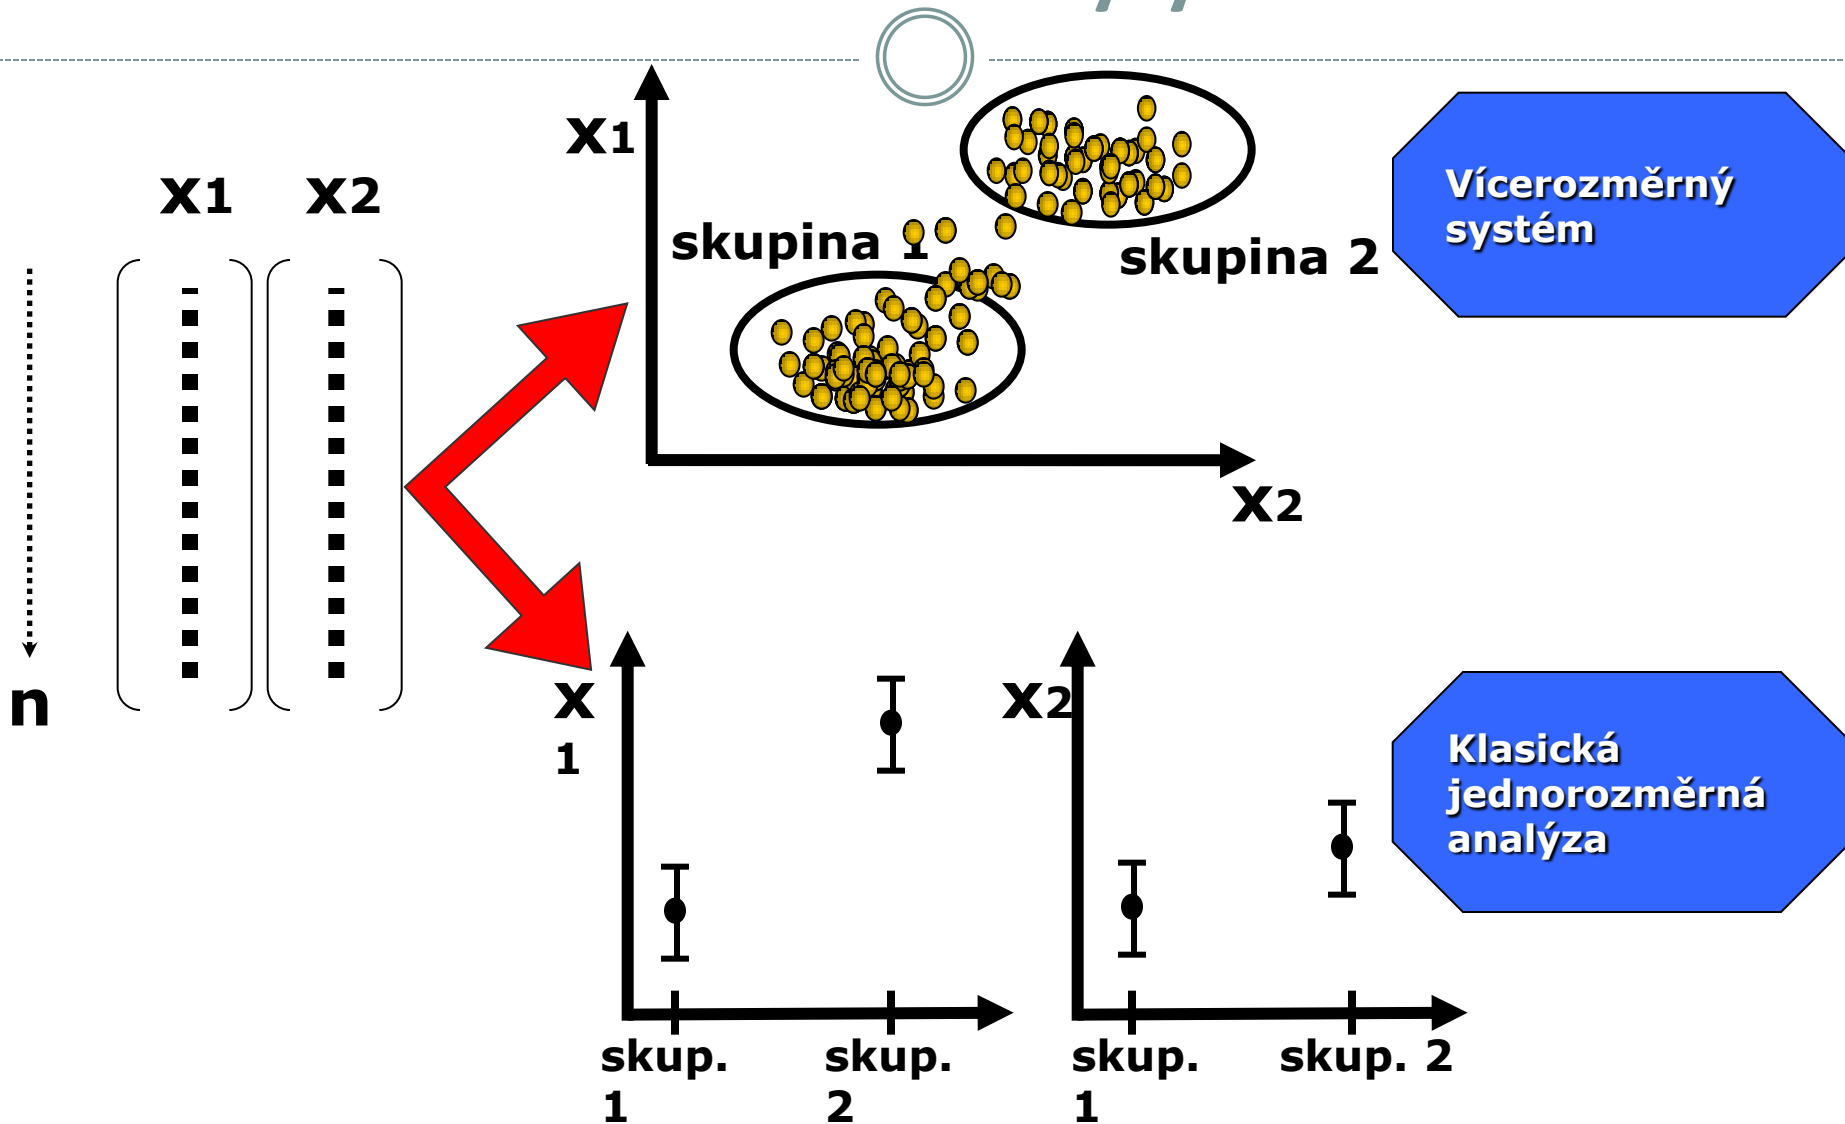 x1
x2
n
x1
skupina 1
skupina 2
x2
Vícerozměrný
systém
x
1
skup.
1
skup.
2
x2
skup.
1
skup. 2
Klasická
jednorozměrná
analýza